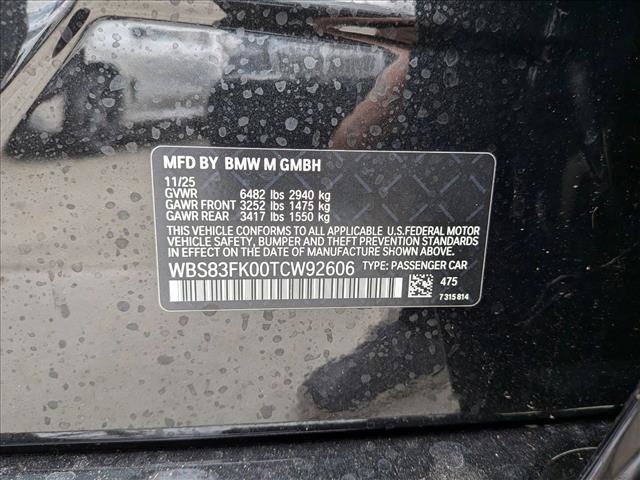 MFD BY BMW M GMBH
11/25
GVWR 6482 lbs 2940 kg
GAWR FRONT 3252 lbs 1475 kg
GAWR REAR 3417 lbs 1550 kg
THIS VEHICLE CONFORMS TO ALL APPLICABLE U.S.FEDERAL MOTOR
VEHICLE SAFETY, BUMPER AND THEFT PREVENTION STANDARDS
IN EFFECT ON THE DATE OF MANUFACTURE SHOWN ABOVE.
WBS83FK00TCW92606 TYPE: PASSENGER CAR
475
7 315 814